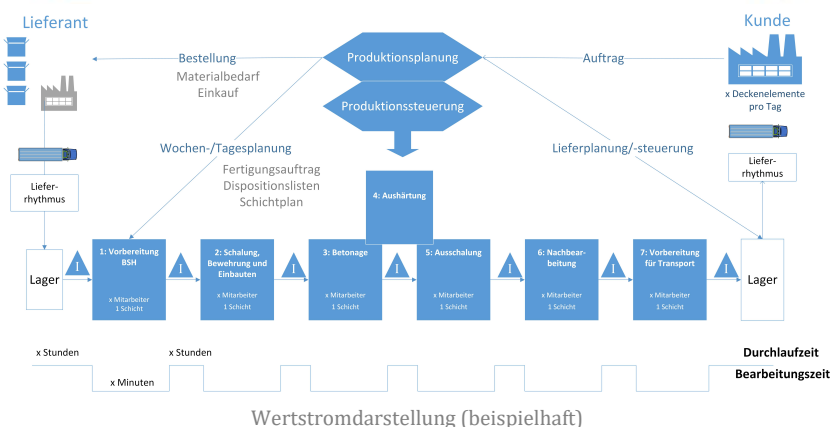 Lieferant
Kunde
Bestellung
Materialbedarf
Einkauf
Produktionsplanung
Auftrag
Produktionssteuerung
x Deckenelemente
pro Tag
Wochen-/Tagesplanung
Fertigungsauftrag
Dispositionslisten
Schichtplan
Lieferplanung/-steuerung
Liefer-
rhythmus
Liefer-
rhythmus
4: Aushärtung
Lager
I
1: Vorbereitung
BSH
x Mitarbeiter
1 Schicht
I
2: Schalung,
Bewehrung und
Einbauten
x Mitarbeiter
1 Schicht
I
3: Betonage
x Mitarbeiter
1 Schicht
I
5: Ausschalung
x Mitarbeiter
1 Schicht
I
6: Nachbear-
beitung
x Mitarbeiter
1 Schicht
I
7: Vorbereitung
für Transport
x Mitarbeiter
1 Schicht
I
Lager
x Stunden
x Stunden
Durchlaufzeit
x Minuten
Bearbeitungszeit
Wertstromdarstellung (beispielhaft)